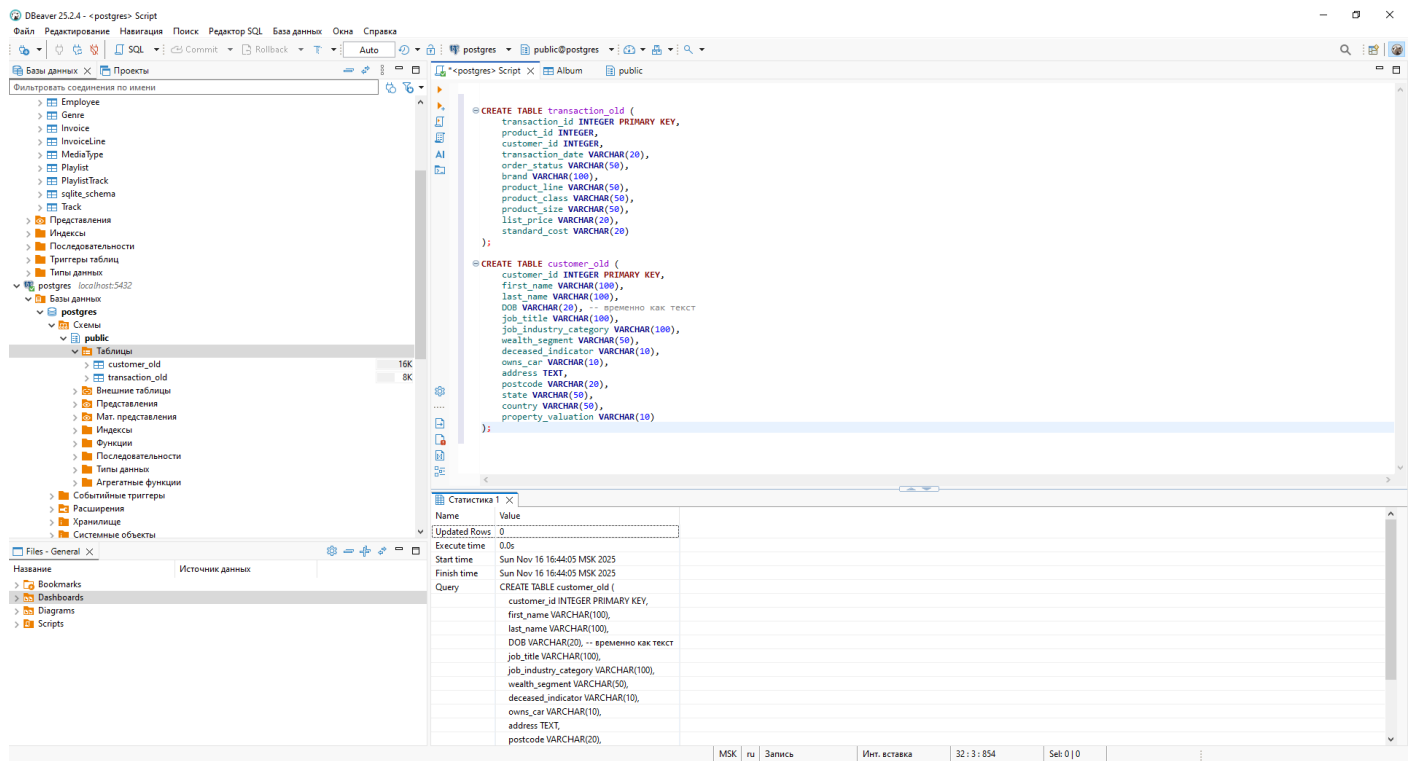 DBeaver 25.2.4 - <postgres> Script
Файл Редактирование Навигация Поиск Редактор SQL База данных Окна Справка
SQL Commit Rollback T Auto postgres public@postgres
Базы данных Проекты
Фильтровать соединения по имени
Employee
Genre
Invoice
InvoiceLine
MediaType
Playlist
PlaylistTrack
sqlite_schema
Track
Представления
Индексы
Последовательности
Триггеры таблиц
Типы данных
postgres localhost:5432
Базы данных
postgres
Схемы
public
Таблицы
customer_old 16K
transaction_old 8K
Внешние таблицы
Представления
Мат. представления
Индексы
Функции
Последовательности
Типы данных
Агрегатные функции
Событийные триггеры
Расширения
Хранилище
Системные объекты
Files - General
Название Источник данных
Bookmarks
Dashboards
Diagrams
Scripts
*<postgres> Script Album public
AI
CREATE TABLE transaction_old (
transaction_id INTEGER PRIMARY KEY,
product_id INTEGER,
customer_id INTEGER,
transaction_date VARCHAR(20),
order_status VARCHAR(50),
brand VARCHAR(100),
product_line VARCHAR(50),
product_class VARCHAR(50),
product_size VARCHAR(50),
list_price VARCHAR(20),
standard_cost VARCHAR(20)
);
CREATE TABLE customer_old (
customer_id INTEGER PRIMARY KEY,
first_name VARCHAR(100),
last_name VARCHAR(100),
DOB VARCHAR(20), -- временно как текст
job_title VARCHAR(100),
job_industry_category VARCHAR(100),
wealth_segment VARCHAR(50),
deceased_indicator VARCHAR(10),
owns_car VARCHAR(10),
address TEXT,
postcode VARCHAR(20),
state VARCHAR(50),
country VARCHAR(50),
property_valuation VARCHAR(10)
);
Статистика 1
Name Value
Updated Rows 0
Execute time 0.0s
Start time Sun Nov 16 16:44:05 MSK 2025
Finish time Sun Nov 16 16:44:05 MSK 2025
Query CREATE TABLE customer_old (
customer_id INTEGER PRIMARY KEY,
first_name VARCHAR(100),
last_name VARCHAR(100),
DOB VARCHAR(20), -- временно как текст
job_title VARCHAR(100),
job_industry_category VARCHAR(100),
wealth_segment VARCHAR(50),
deceased_indicator VARCHAR(10),
owns_car VARCHAR(10),
address TEXT,
postcode VARCHAR(20),
MSK ru Запись Инт. вставка 32 : 3 : 854 Sel: 0 | 0